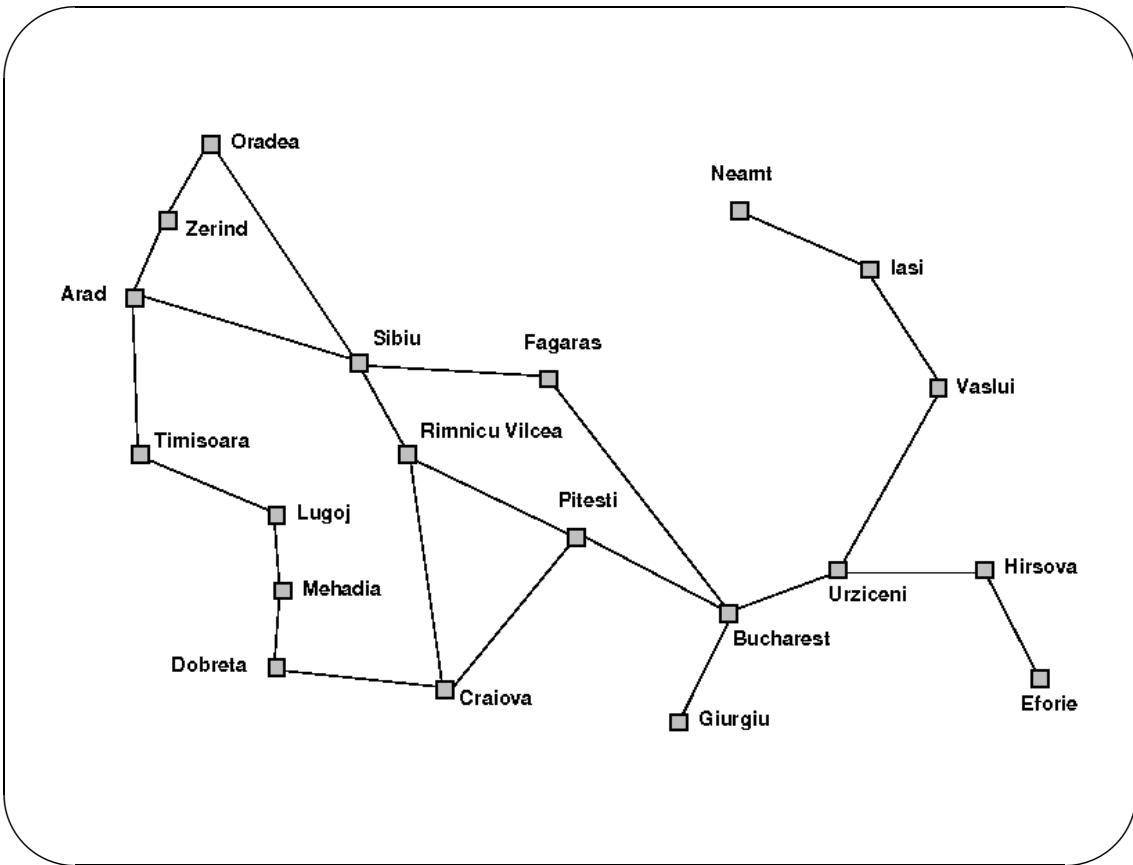 Oradea
Neamt
Zerind
Iasi
Arad
Sibiu
Fagaras
Vaslui
Rimnicu Vilcea
Timisoara
Pitesti
Lugoj
Hirsova
Mehadia
Urziceni
Bucharest
Dobreta
Craiova
Eforie
Giurgiu